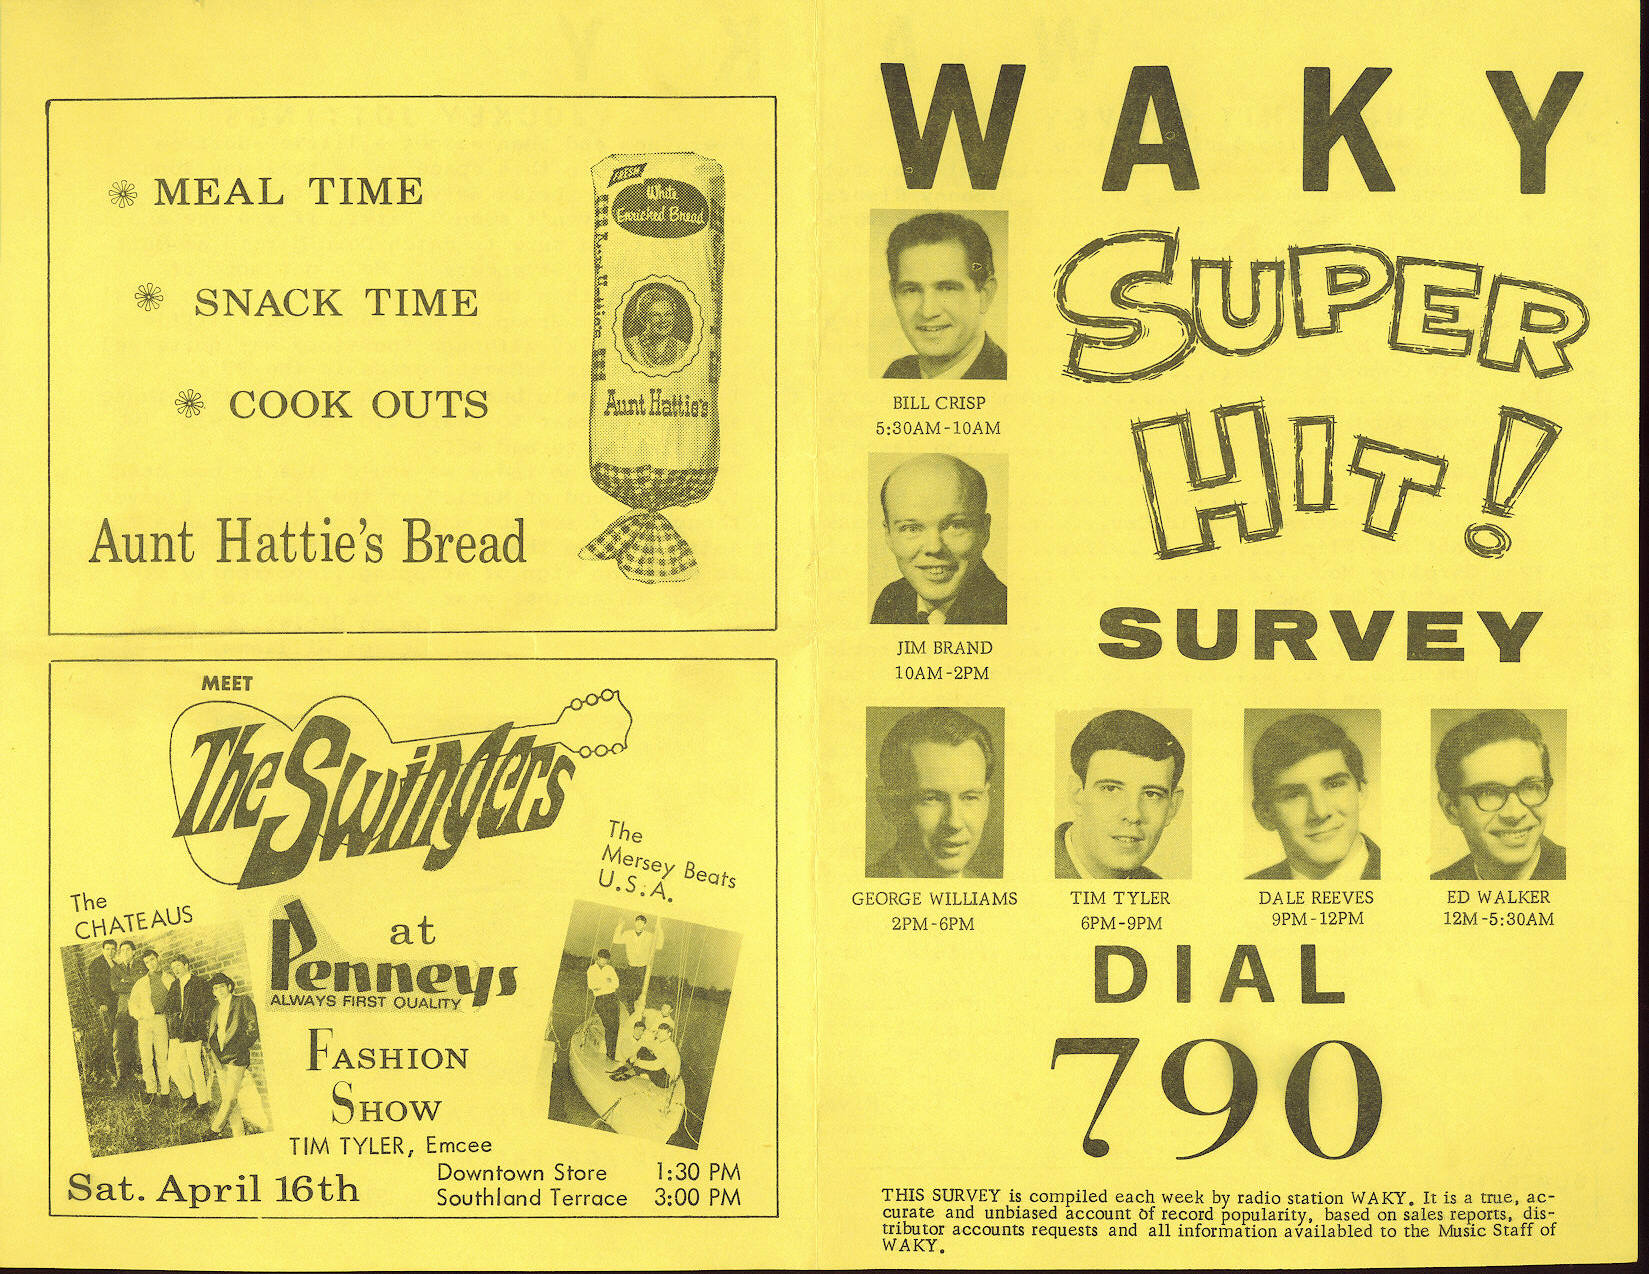 * MEAL TIME
* SNACK TIME
* COOK OUTS
Aunt Hattie's Bread
FRESH
White
Enriched Bread
Aunt Hattie's
Aunt Hattie's
MEET
The Swingers
The
Mersey Beats
U.S.A.
The
CHATEAUS
at
Penneys
ALWAYS FIRST QUALITY
FASHION
SHOW
TIM TYLER, Emcee
Sat. April 16th
Downtown Store 1:30 PM
Southland Terrace 3:00 PM
WAKY
SUPER
HIT!
SURVEY
BILL CRISP
5:30AM-10AM
JIM BRAND
10AM-2PM
GEORGE WILLIAMS
2PM-6PM
TIM TYLER
6PM-9PM
DALE REEVES
9PM-12PM
ED WALKER
12M-5:30AM
DIAL
790
THIS SURVEY is compiled each week by radio station WAKY. It is a true, ac-
curate and unbiased account of record popularity, based on sales reports, dis-
tributor accounts requests and all information availabled to the Music Staff of
WAKY.